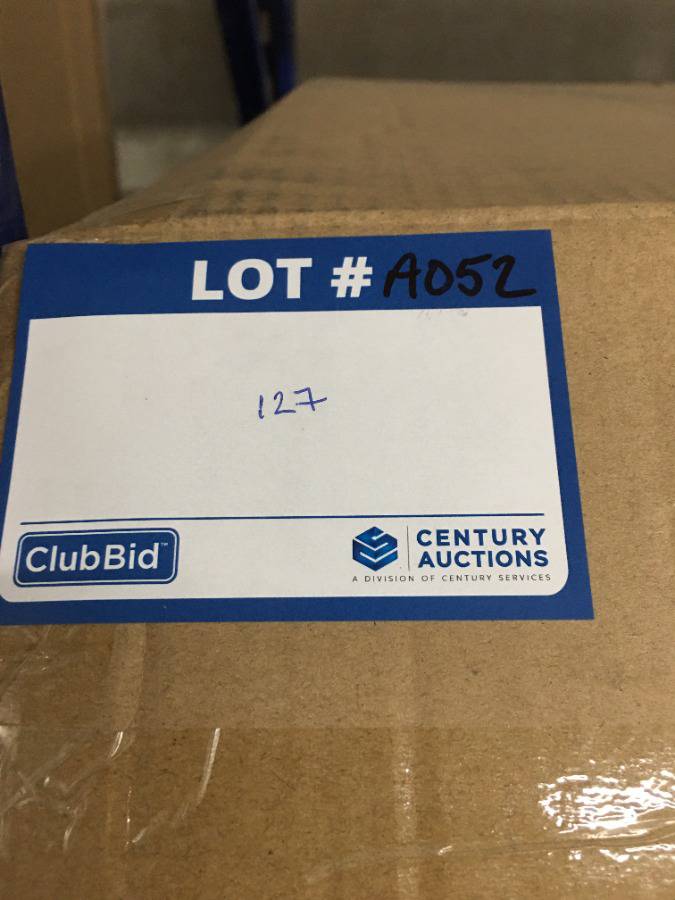 LOT # A052
127
ClubBid™
CENTURY
AUCTIONS
A DIVISION OF CENTURY SERVICES